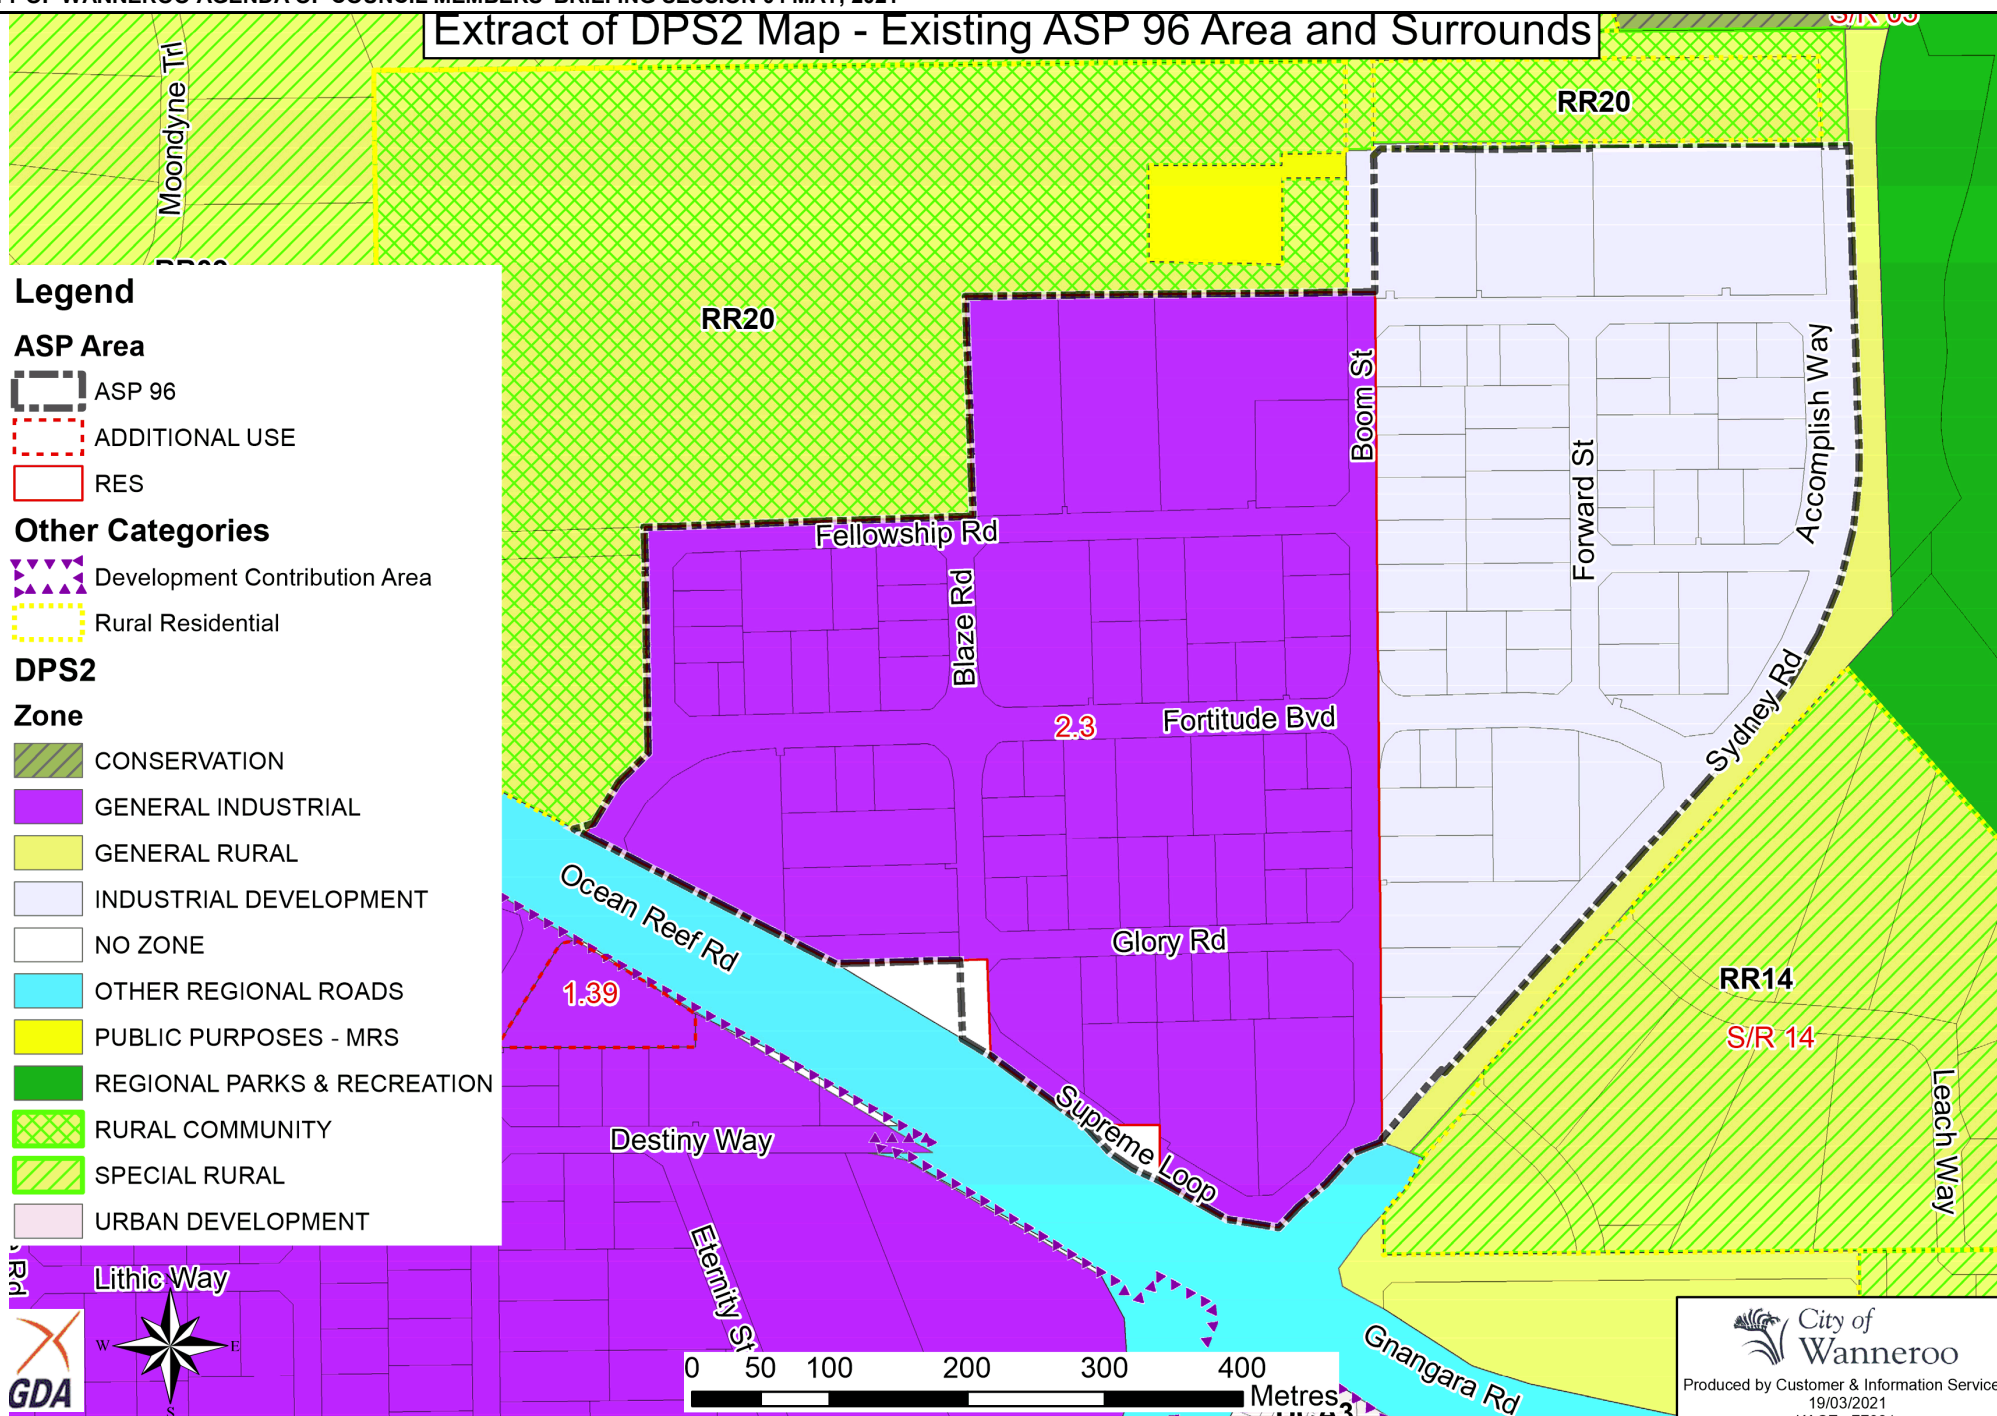 Extract of DPS2 Map - Existing ASP 96 Area and Surrounds
Moondyne Trl
RR20
RR20
Legend
ASP Area
ASP 96
ADDITIONAL USE
RES
Other Categories
Development Contribution Area
Rural Residential
DPS2
Zone
CONSERVATION
GENERAL INDUSTRIAL
GENERAL RURAL
INDUSTRIAL DEVELOPMENT
NO ZONE
OTHER REGIONAL ROADS
PUBLIC PURPOSES - MRS
REGIONAL PARKS & RECREATION
RURAL COMMUNITY
SPECIAL RURAL
URBAN DEVELOPMENT
Boom St
Forward St
Accomplish Way
Fellowship Rd
Blaze Rd
2.3
Fortitude Bvd
Sydney Rd
Ocean Reef Rd
Glory Rd
1.39
RR14
S/R 14
Supreme Loop
Leach Way
Destiny Way
Eternity St
Lithic Way
Rd
W E
S
GDA
0 50 100 200 300 400
Metres
Gnangara Rd
City of
Wanneroo
Produced by Customer & Information Service
19/03/2021